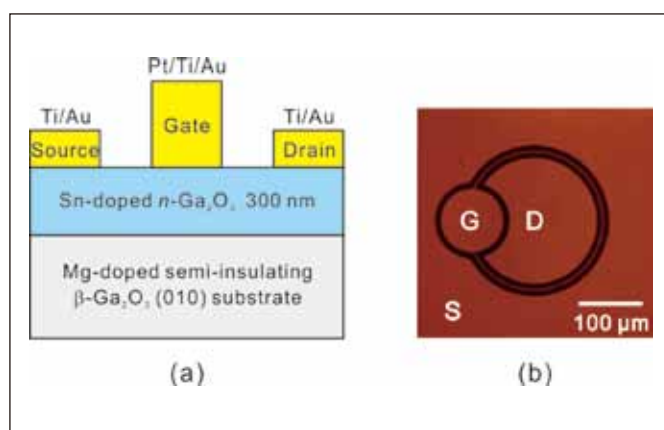 Pt/Ti/Au
Ti/Au
Ti/Au
Gate
Source
Drain
Sn-doped n-Ga₂O₃ 300 nm
Mg-doped semi-insulating
β-Ga₂O₃ (010) substrate
(a)
G
D
S
100 μm
(b)